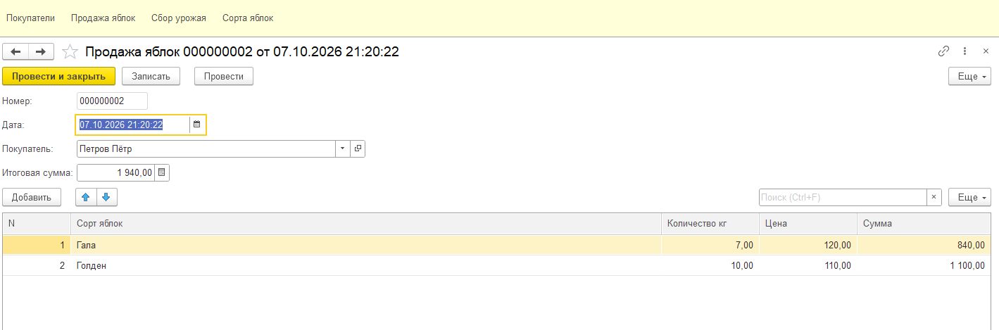 Покупатели Продажа яблок Сбор урожая Сорта яблок
Продажа яблок 000000002 от 07.10.2026 21:20:22
Провести и закрыть Записать Провести Еще
Номер: 000000002
Дата: 07.10.2026 21:20:22
Покупатель: Петров Пётр
Итоговая сумма: 1 940,00
Добавить Поиск (Ctrl+F) × Еще
N Сорт яблок Количество кг Цена Сумма
1 Гала 7,00 120,00 840,00
2 Голден 10,00 110,00 1 100,00